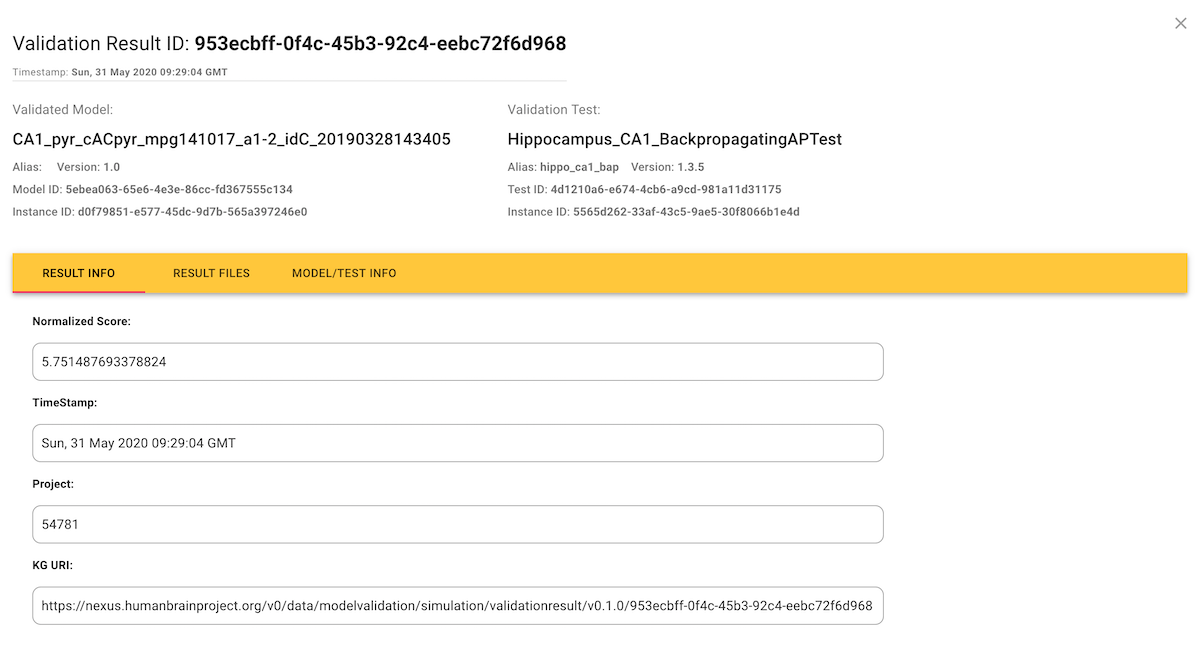 Validation Result ID: 953ecbff-0f4c-45b3-92c4-eebc72f6d968
Timestamp: Sun, 31 May 2020 09:29:04 GMT
Validated Model:
CA1_pyr_cACpyr_mpg141017_a1-2_idC_20190328143405
Alias: Version: 1.0
Model ID: 5ebea063-65e6-4e3e-86cc-fd367555c134
Instance ID: d0f79851-e577-45dc-9d7b-565a397246e0
Validation Test:
Hippocampus_CA1_BackpropagatingAPTest
Alias: hippo_ca1_bap Version: 1.3.5
Test ID: 4d1210a6-e674-4cb6-a9cd-981a11d31175
Instance ID: 5565d262-33af-43c5-9ae5-30f8066b1e4d
RESULT INFO RESULT FILES MODEL/TEST INFO
Normalized Score:
5.751487693378824
TimeStamp:
Sun, 31 May 2020 09:29:04 GMT
Project:
54781
KG URI:
https://nexus.humanbrainproject.org/v0/data/modelvalidation/simulation/validationresult/v0.1.0/953ecbff-0f4c-45b3-92c4-eebc72f6d968